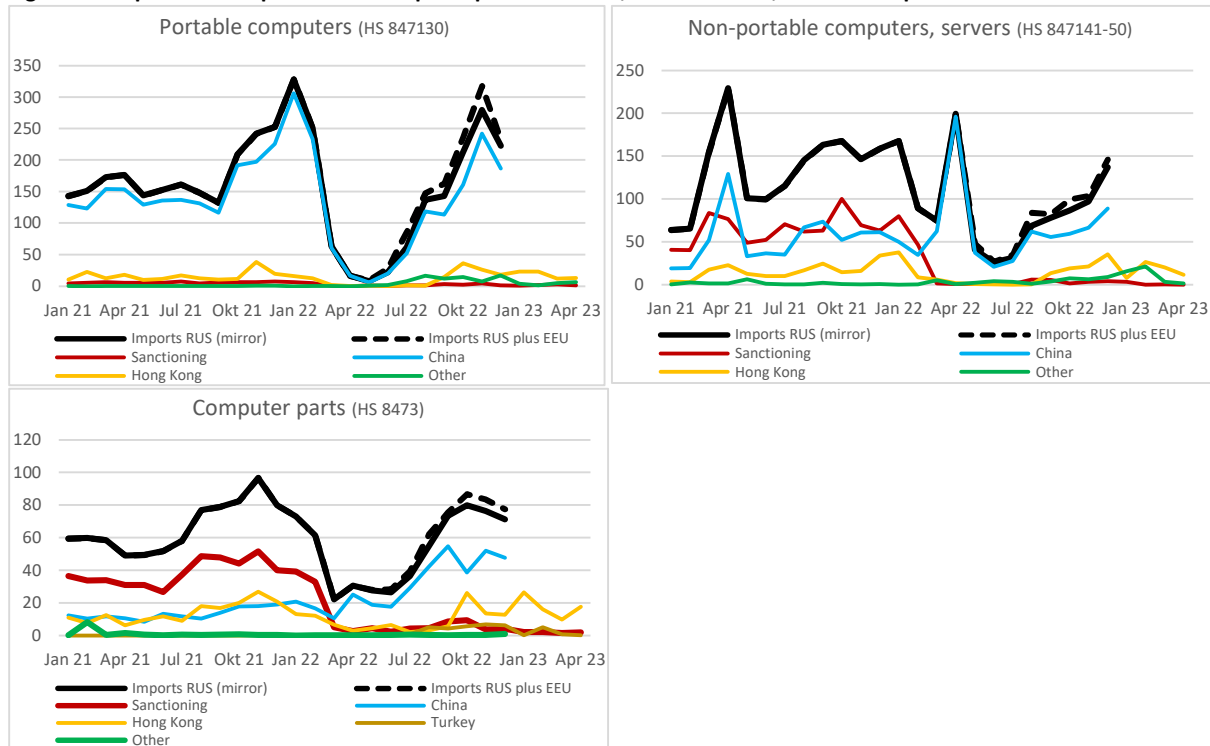 Portable computers (HS 847130)
350
300
250
200
150
100
50
0
Jan 21 Apr 21 Jul 21 Okt 21 Jan 22 Apr 22 Jul 22 Okt 22 Jan 23 Apr 23
Imports RUS (mirror) Imports RUS plus EEU
Sanctioning China
Hong Kong Other
Non-portable computers, servers (HS 847141-50)
250
200
150
100
50
0
Jan 21 Apr 21 Jul 21 Okt 21 Jan 22 Apr 22 Jul 22 Okt 22 Jan 23 Apr 23
Imports RUS (mirror) Imports RUS plus EEU
Sanctioning China
Hong Kong Other
Computer parts (HS 8473)
120
100
80
60
40
20
0
Jan 21 Apr 21 Jul 21 Okt 21 Jan 22 Apr 22 Jul 22 Okt 22 Jan 23 Apr 23
Imports RUS (mirror) Imports RUS plus EEU
Sanctioning China
Hong Kong Turkey
Other